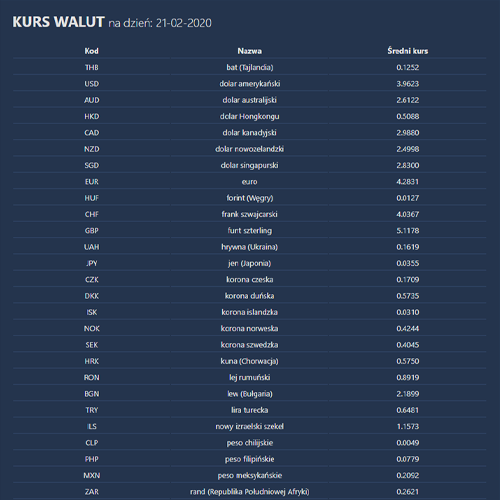 KURS WALUT na dzień: 21-02-2020
Kod Nazwa Średni kurs
THB bat (Tajlandia) 0.1252
USD dolar amerykański 3.9623
AUD dolar australijski 2.6122
HKD dolar Hongkongu 0.5088
CAD dolar kanadyjski 2.9880
NZD dolar nowozelandzki 2.4998
SGD dolar singapurski 2.8300
EUR euro 4.2831
HUF forint (Węgry) 0.0127
CHF frank szwajcarski 4.0367
GBP funt szterling 5.1178
UAH hrywna (Ukraina) 0.1619
JPY jen (Japonia) 0.0355
CZK korona czeska 0.1709
DKK korona duńska 0.5735
ISK korona islandzka 0.0310
NOK korona norweska 0.4244
SEK korona szwedzka 0.4045
HRK kuna (Chorwacja) 0.5750
RON lej rumuński 0.8919
BGN lew (Bułgaria) 2.1899
TRY lira turecka 0.6481
ILS nowy izraelski szekel 1.1573
CLP peso chilijskie 0.0049
PHP peso filipińskie 0.0779
MXN peso meksykańskie 0.2092
ZAR rand (Republika Południowej Afryki) 0.2621